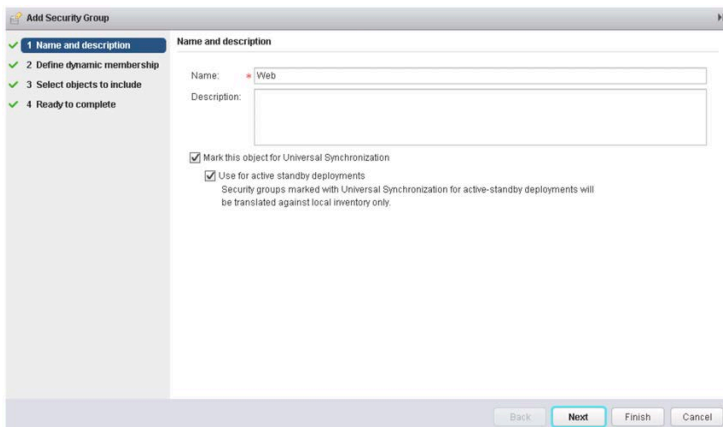 Add Security Group
1 Name and description
2 Define dynamic membership
3 Select objects to include
4 Ready to complete
Name and description
Name: * Web
Description:
Mark this object for Universal Synchronization
Use for active standby deployments
Security groups marked with Universal Synchronization for active-standby deployments will
be translated against local inventory only.
Back Next Finish Cancel